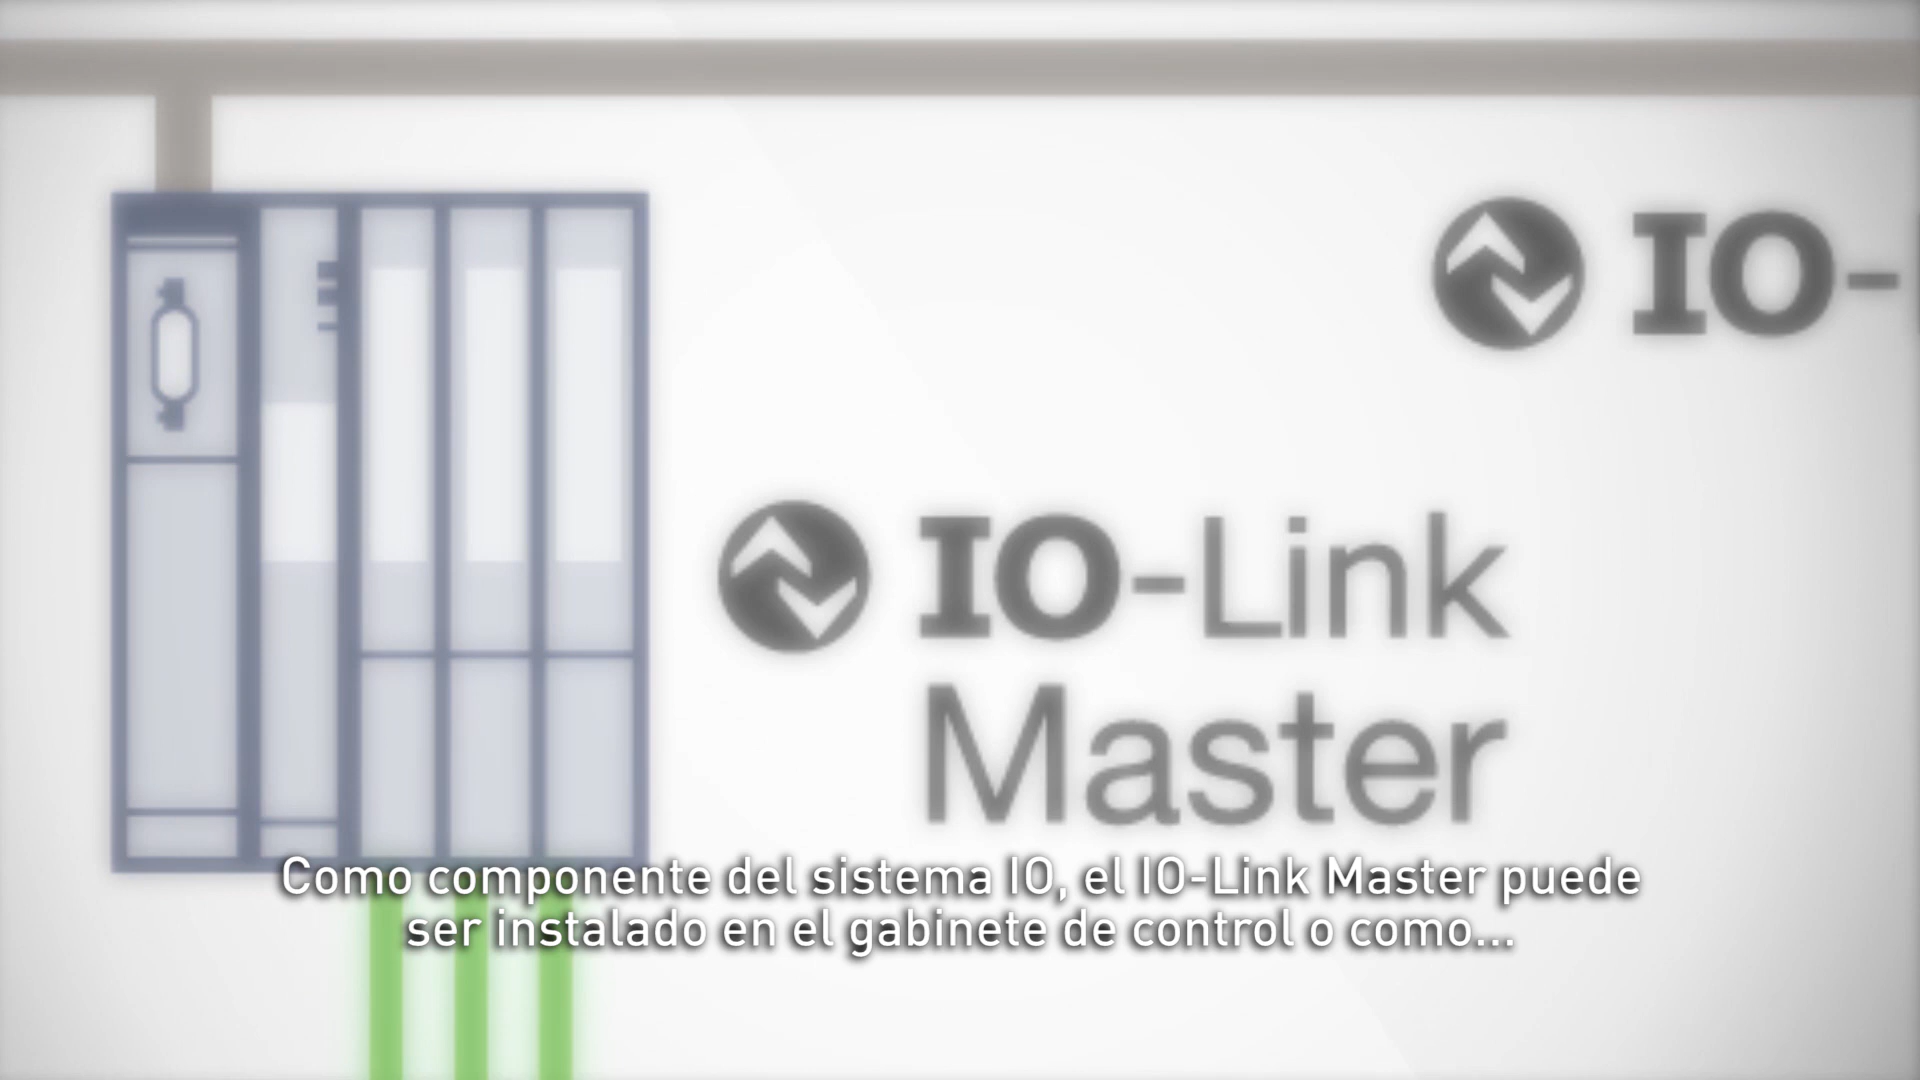 IO-
IO-Link
Master
Como componente del sistema IO, el IO-Link Master puede
ser instalado en el gabinete de control o como...